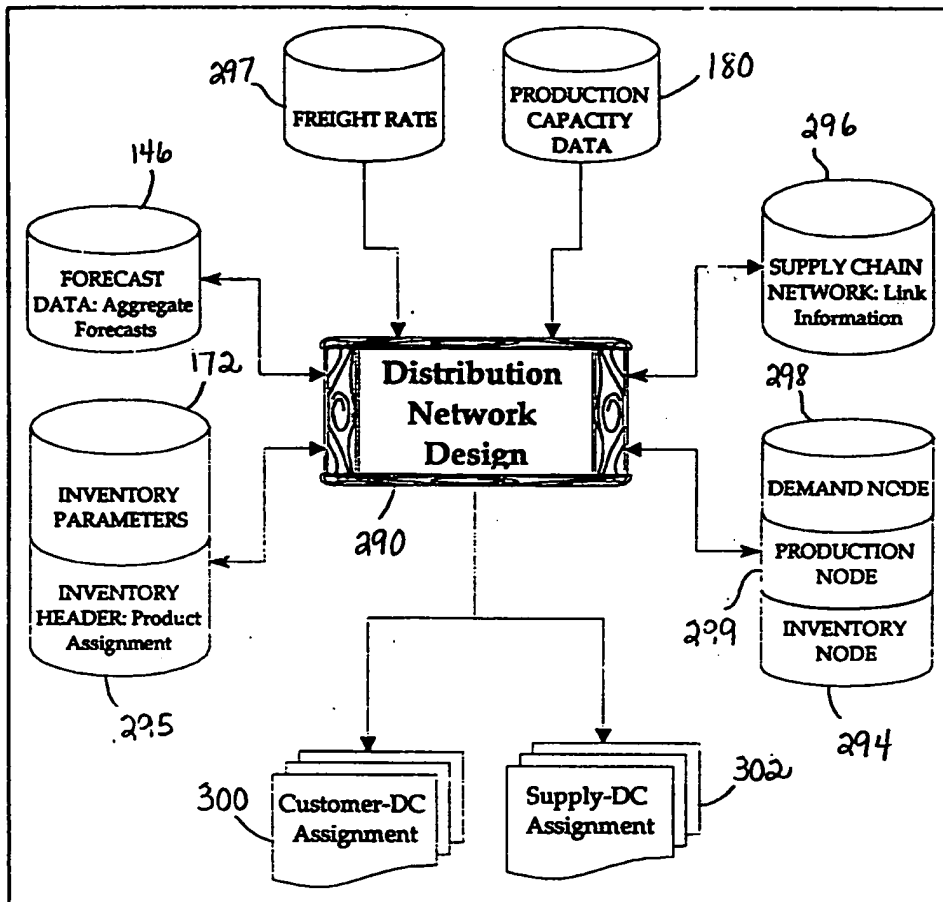 297
FREIGHT RATE
180
PRODUCTION
CAPACITY
DATA
146
FORECAST
DATA: Aggregate
Forecasts
296
SUPPLY CHAIN
NETWORK: Link
Information
172
INVENTORY
PARAMETERS
INVENTORY
HEADER: Product
Assignment
295
Distribution
Network
Design
290
298
DEMAND NODE
PRODUCTION
NODE
299
INVENTORY
NODE
294
300
Customer-DC
Assignment
Supply-DC
Assignment
302